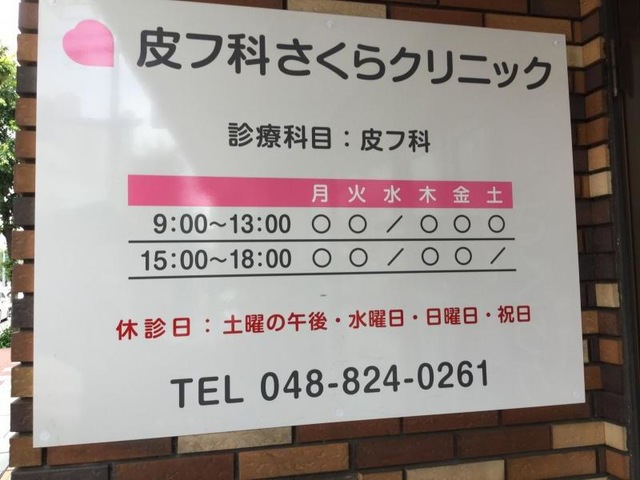 皮フ科さくらクリニック
診療科目：皮フ科
月 火 水 木 金 土
9:00〜13:00 〇 〇 ／ 〇 〇 〇
15:00〜18:00 〇 〇 ／ 〇 〇 ／
休診日：土曜の午後・水曜日・日曜日・祝日
TEL 048-824-0261